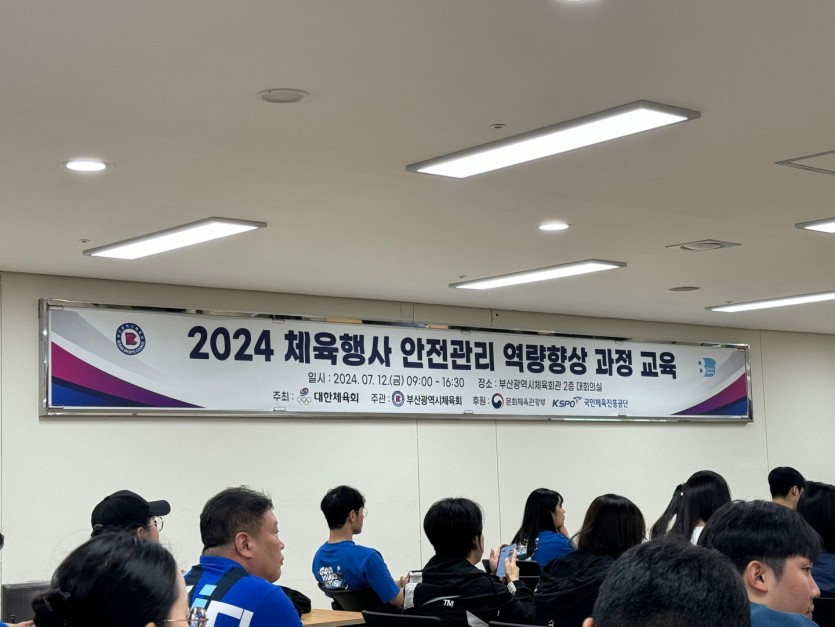 2024 체육행사 안전관리 역량향상 과정 교육
일시 : 2024. 07. 12.(금) 09:00 ~ 16:30 장소 : 부산광역시체육회관 2층 대회의실
주최 : 대한체육회 주관 : 부산광역시체육회 후원 : 문화체육관광부 KSPO 국민체육진흥공단
TM